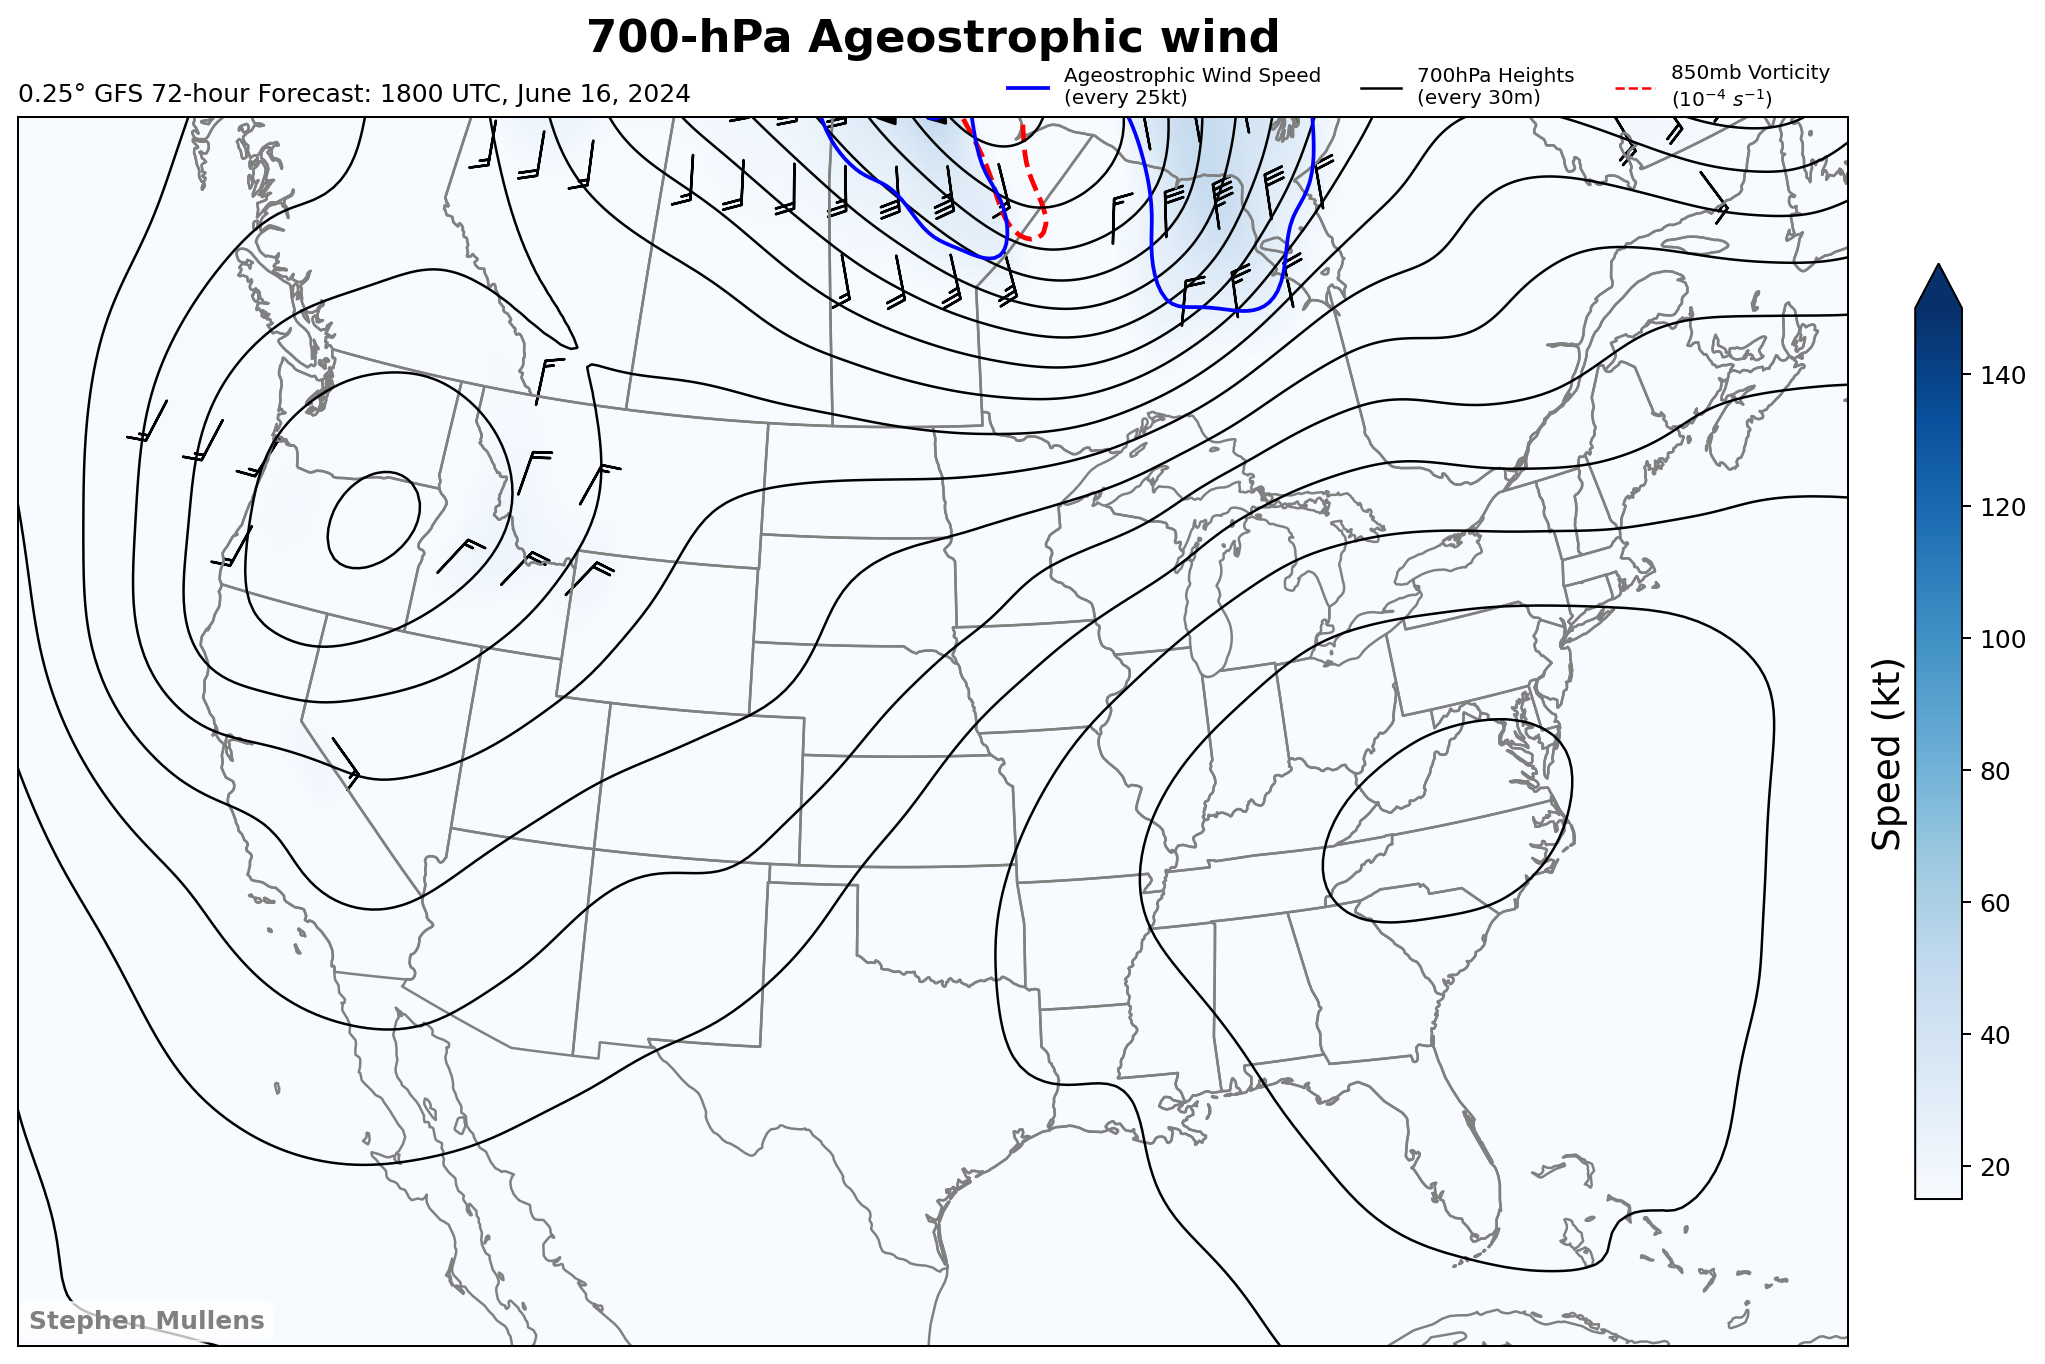 700-hPa Ageostrophic wind
0.25° GFS 72-hour Forecast: 1800 UTC, June 16, 2024
Ageostrophic Wind Speed
(every 25kt)
700hPa Heights
(every 30m)
850mb Vorticity
(10⁻⁴ s⁻¹)
140
120
100
80
60
40
20
Speed (kt)
Stephen Mullens